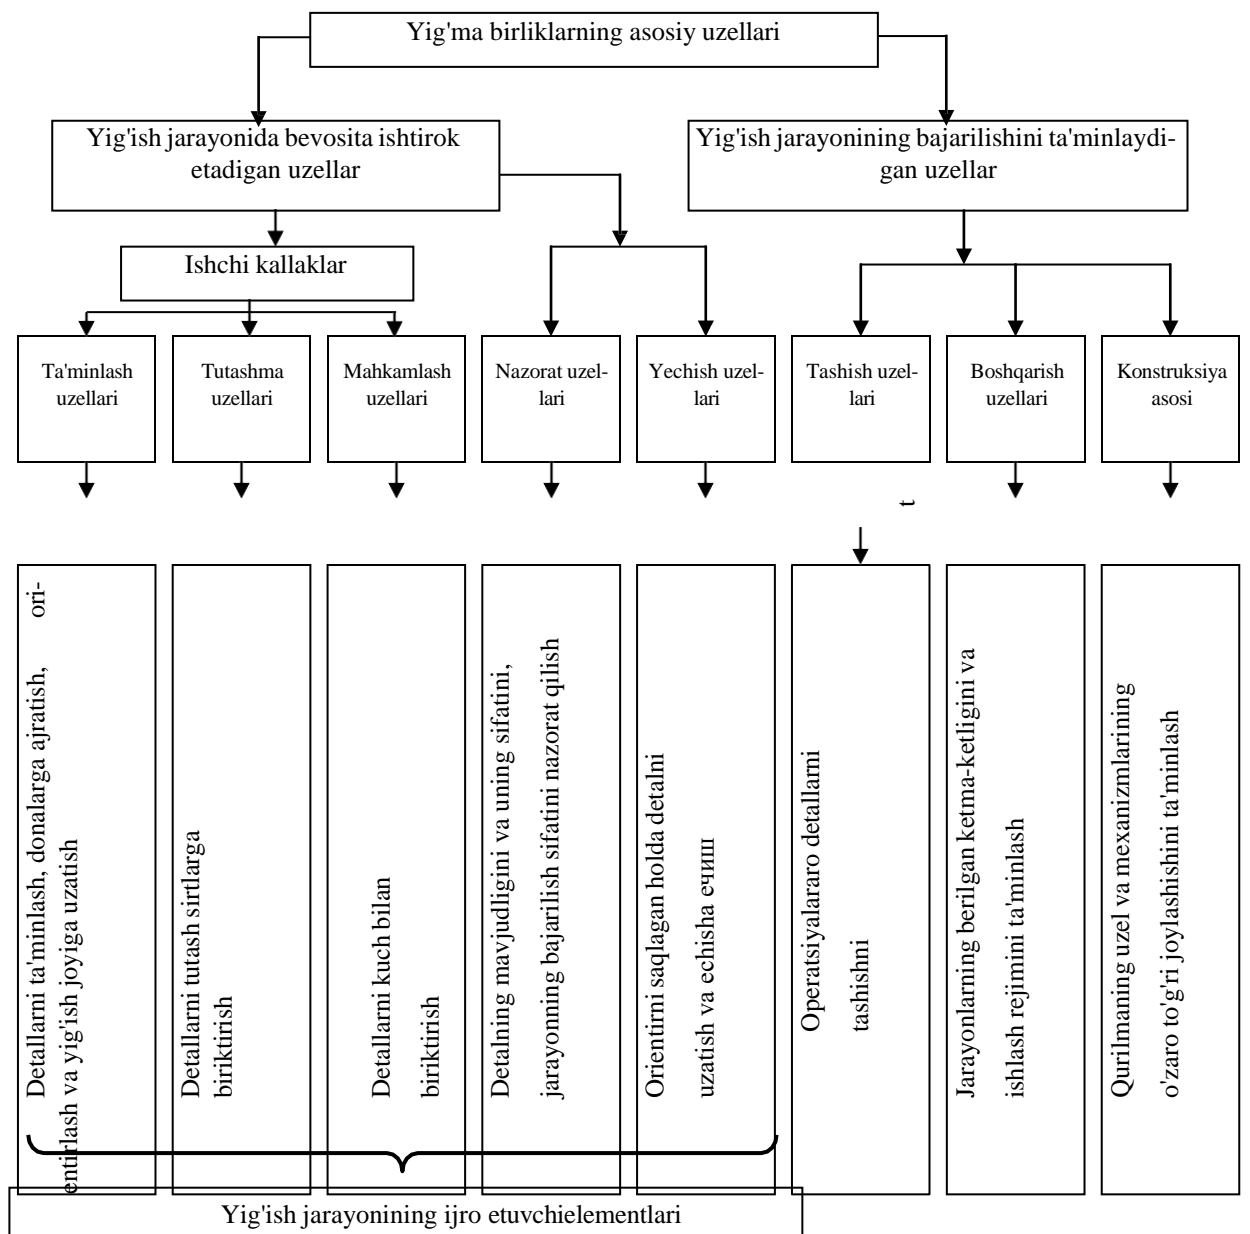 Yig'ma birliklarning asosiy uzellari
Yig'ish jarayonida bevosita ishtirok
etadigan uzellar
Yig'ish jarayonining bajarilishini ta'minlaydi-
gan uzellar
Ishchi kallaklar
Ta'minlash
uzellari
Tutashma
uzellari
Mahkamlash
uzellari
Nazorat uzel-
lari
Yechish uzel-
lari
Tashish uzel-
lari
Boshqarish
uzellari
Konstruksiya
asosi
t
Detallarni ta'minlash, donalarga ajratish, ori-
entirlash va yig'ish joyiga uzatish
Detallarni tutash sirtlarga
biriktirish
Detallarni kuch bilan
biriktirish
Detalning mavjudligini va uning sifatini,
jarayonning bajarilish sifatini nazorat qilish
Orientirni saqlagan holda detalni
uzatish va echisha ечиш
Operatsiyalararo detallarni
tashishni
Jarayonlarning berilgan ketma-ketligini va
ishlash rejimini ta'minlash
Qurilmaning uzel va mexanizmlarining
o'zaro to'g'ri joylashishini ta'minlash
Yig'ish jarayonining ijro etuvchielementlari